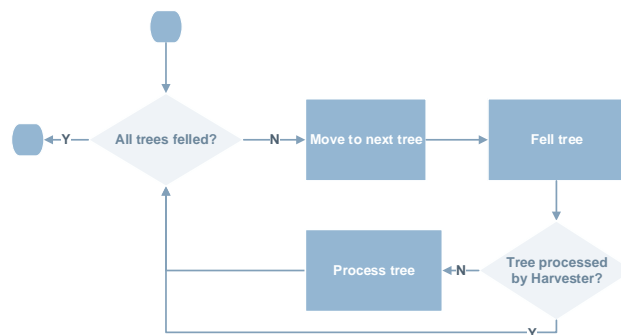 Y
All trees felled?
N
Move to next tree
Fell tree
Process tree
N
Tree processed
by Harvester?
Y